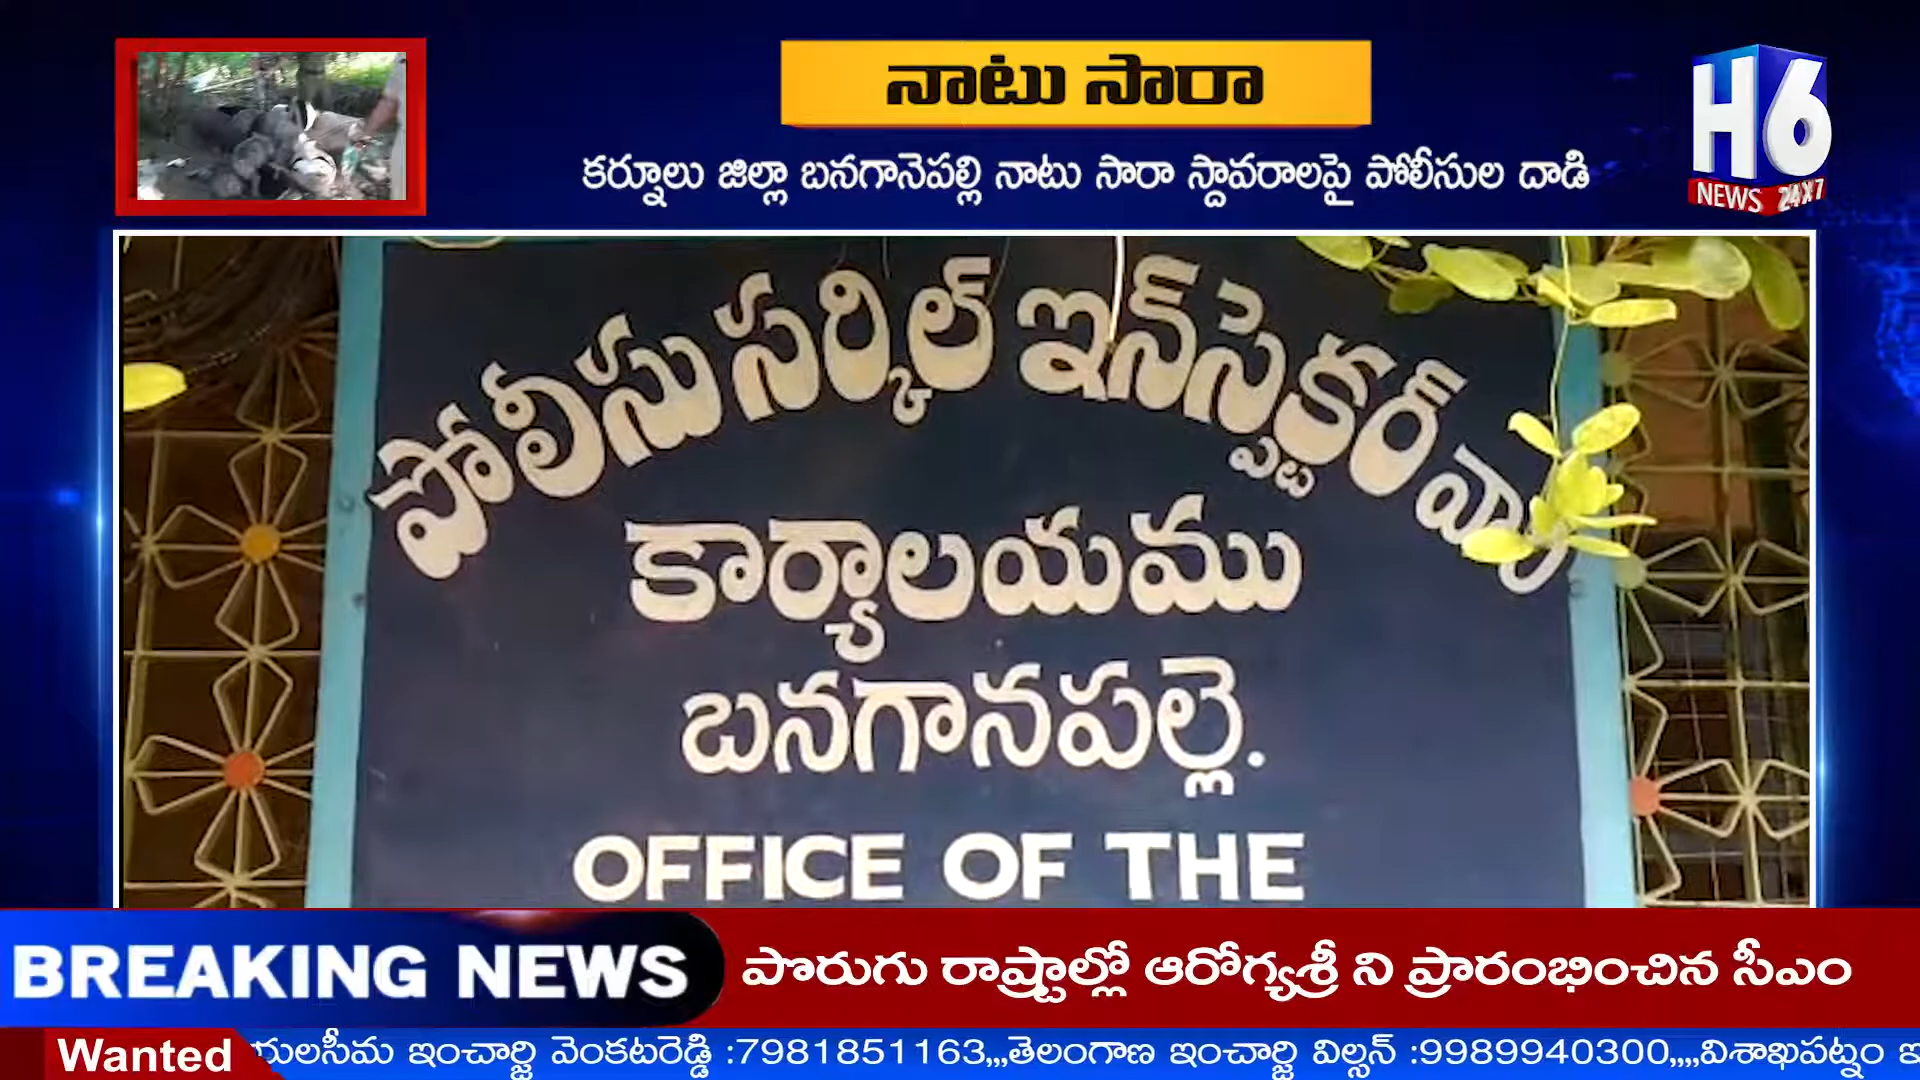 నాటు సారా
H6
NEWS 24X7
కర్నూలు జిల్లా బనగానెపల్లి నాటు సారా స్దావరాలపై పోలీసుల దాడి
పోలీసు సర్కిల్ ఇన్‌స్పెక్టర్ వారి
కార్యాలయము
బనగానపల్లె.
OFFICE OF THE
BREAKING NEWS
పొరుగు రాష్ట్రాల్లో ఆరోగ్యశ్రీ ని ప్రారంభించిన సీఎం
Wanted
యలసీమ ఇంచార్జి వెంకటరెడ్డి :7981851163,,,తెలంగాణ ఇంచార్జి విల్సన్ :9989940300,,,,విశాఖపట్నం